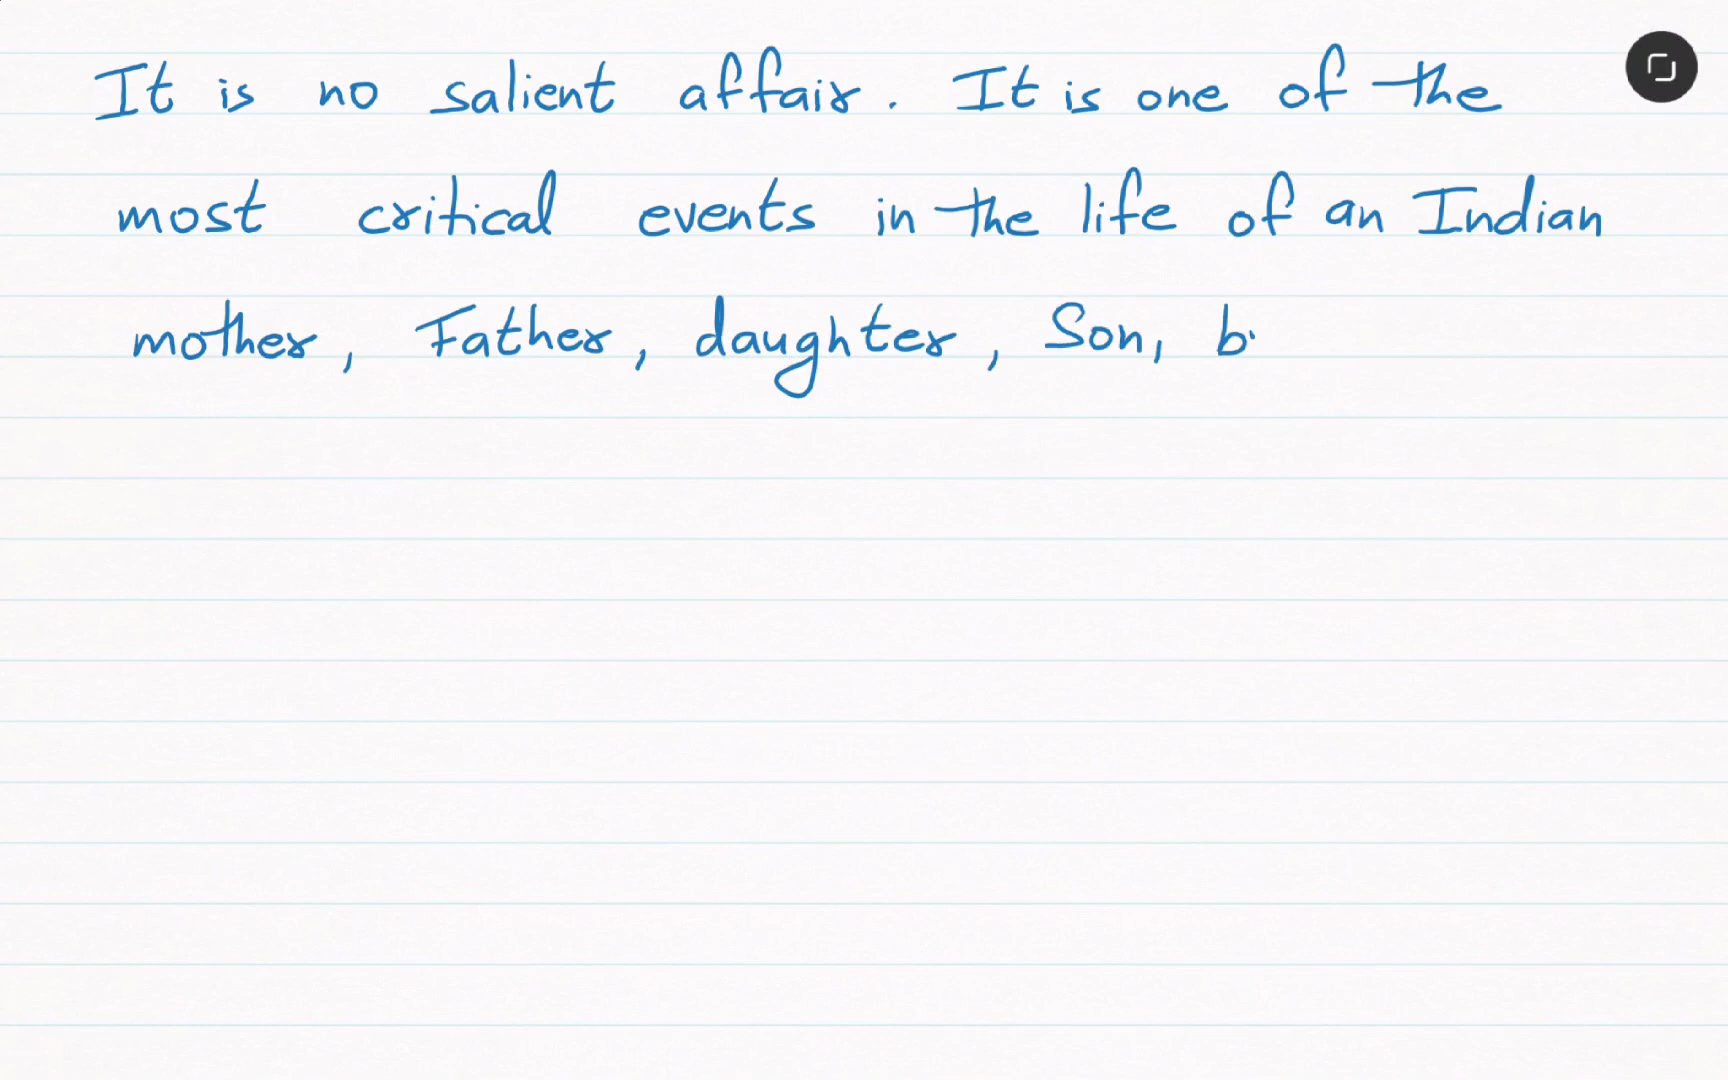 It is no salient affair. It is one of the
most critical events in the life of an Indian
mother, Father, daughter, Son, b